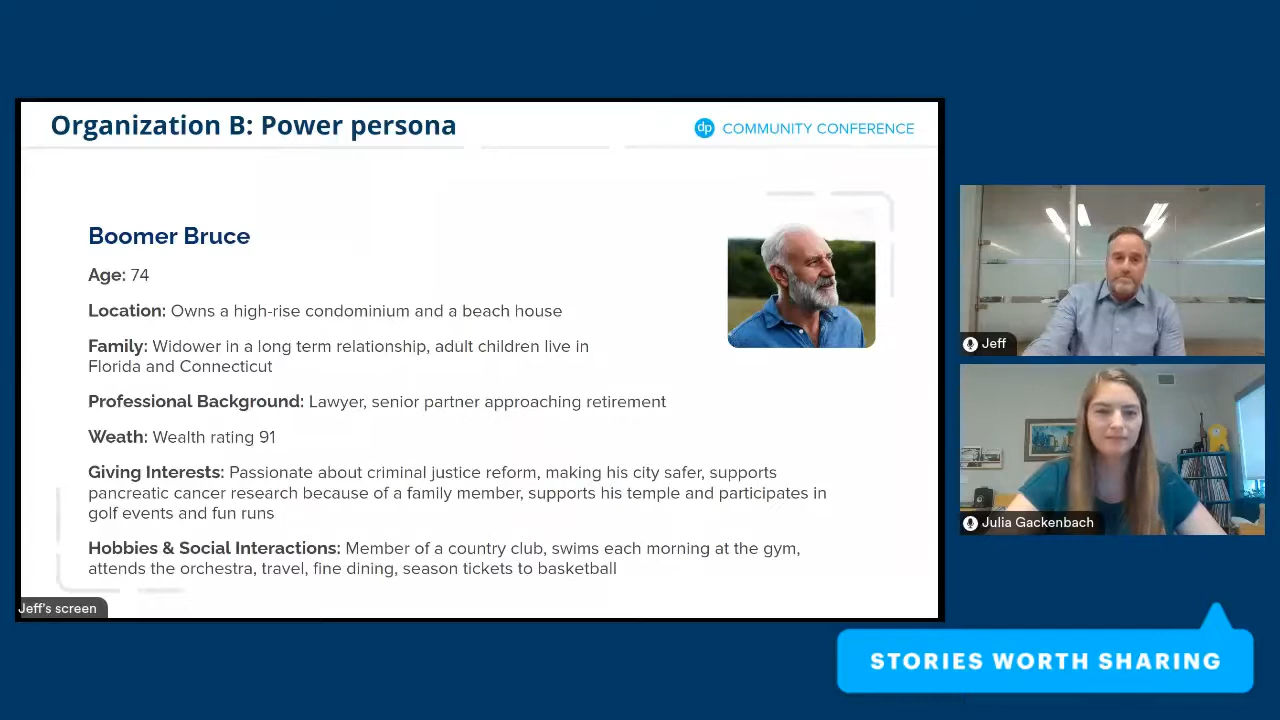 Organization B: Power persona
dp COMMUNITY CONFERENCE
Boomer Bruce
Age: 74
Location: Owns a high-rise condominium and a beach house
Family: Widower in a long term relationship, adult children live in
Florida and Connecticut
Professional Background: Lawyer, senior partner approaching retirement
Weath: Wealth rating 91
Giving Interests: Passionate about criminal justice reform, making his city safer, supports
pancreatic cancer research because of a family member, supports his temple and participates in
golf events and fun runs
Hobbies & Social Interactions: Member of a country club, swims each morning at the gym,
attends the orchestra, travel, fine dining, season tickets to basketball
Jeff's screen
Jeff
Julia Gackenbach
STORIES WORTH SHARING